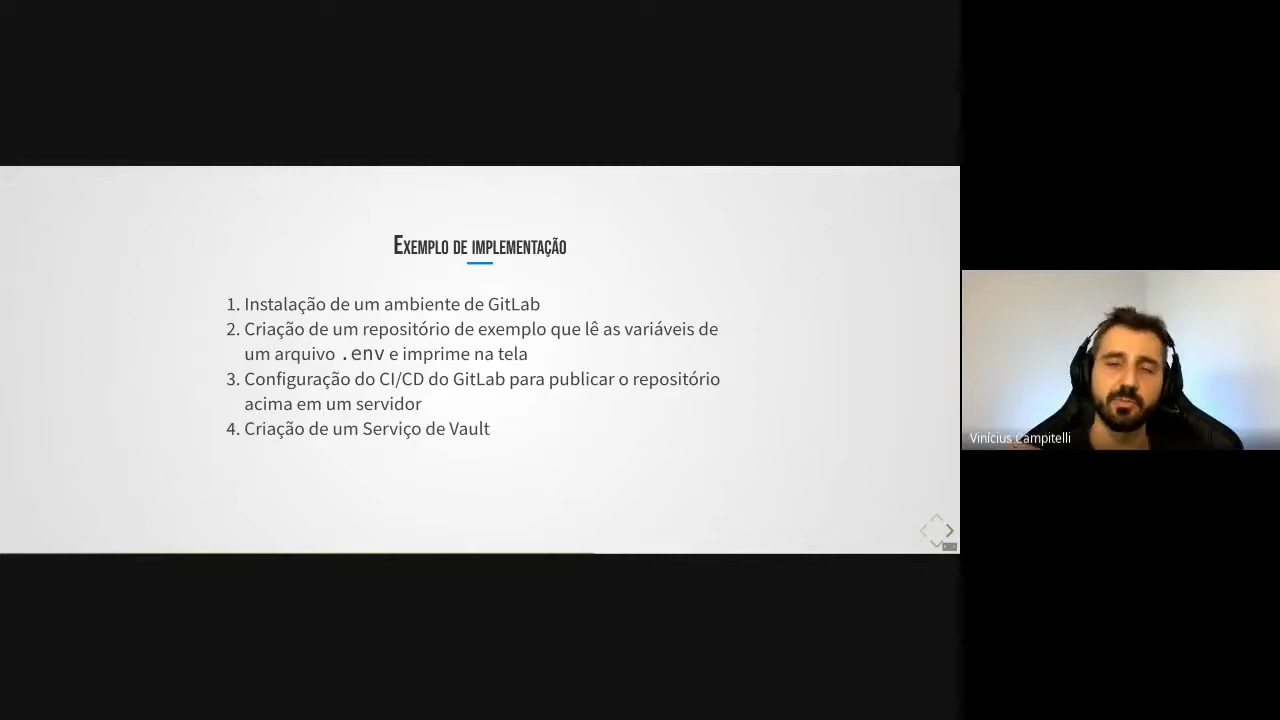 Exemplo de implementação
1. Instalação de um ambiente de GitLab
2. Criação de um repositório de exemplo que lê as variáveis de
um arquivo .env e imprime na tela
3. Configuração do CI/CD do GitLab para publicar o repositório
acima em um servidor
4. Criação de um Serviço de Vault
Vinícius Campitelli